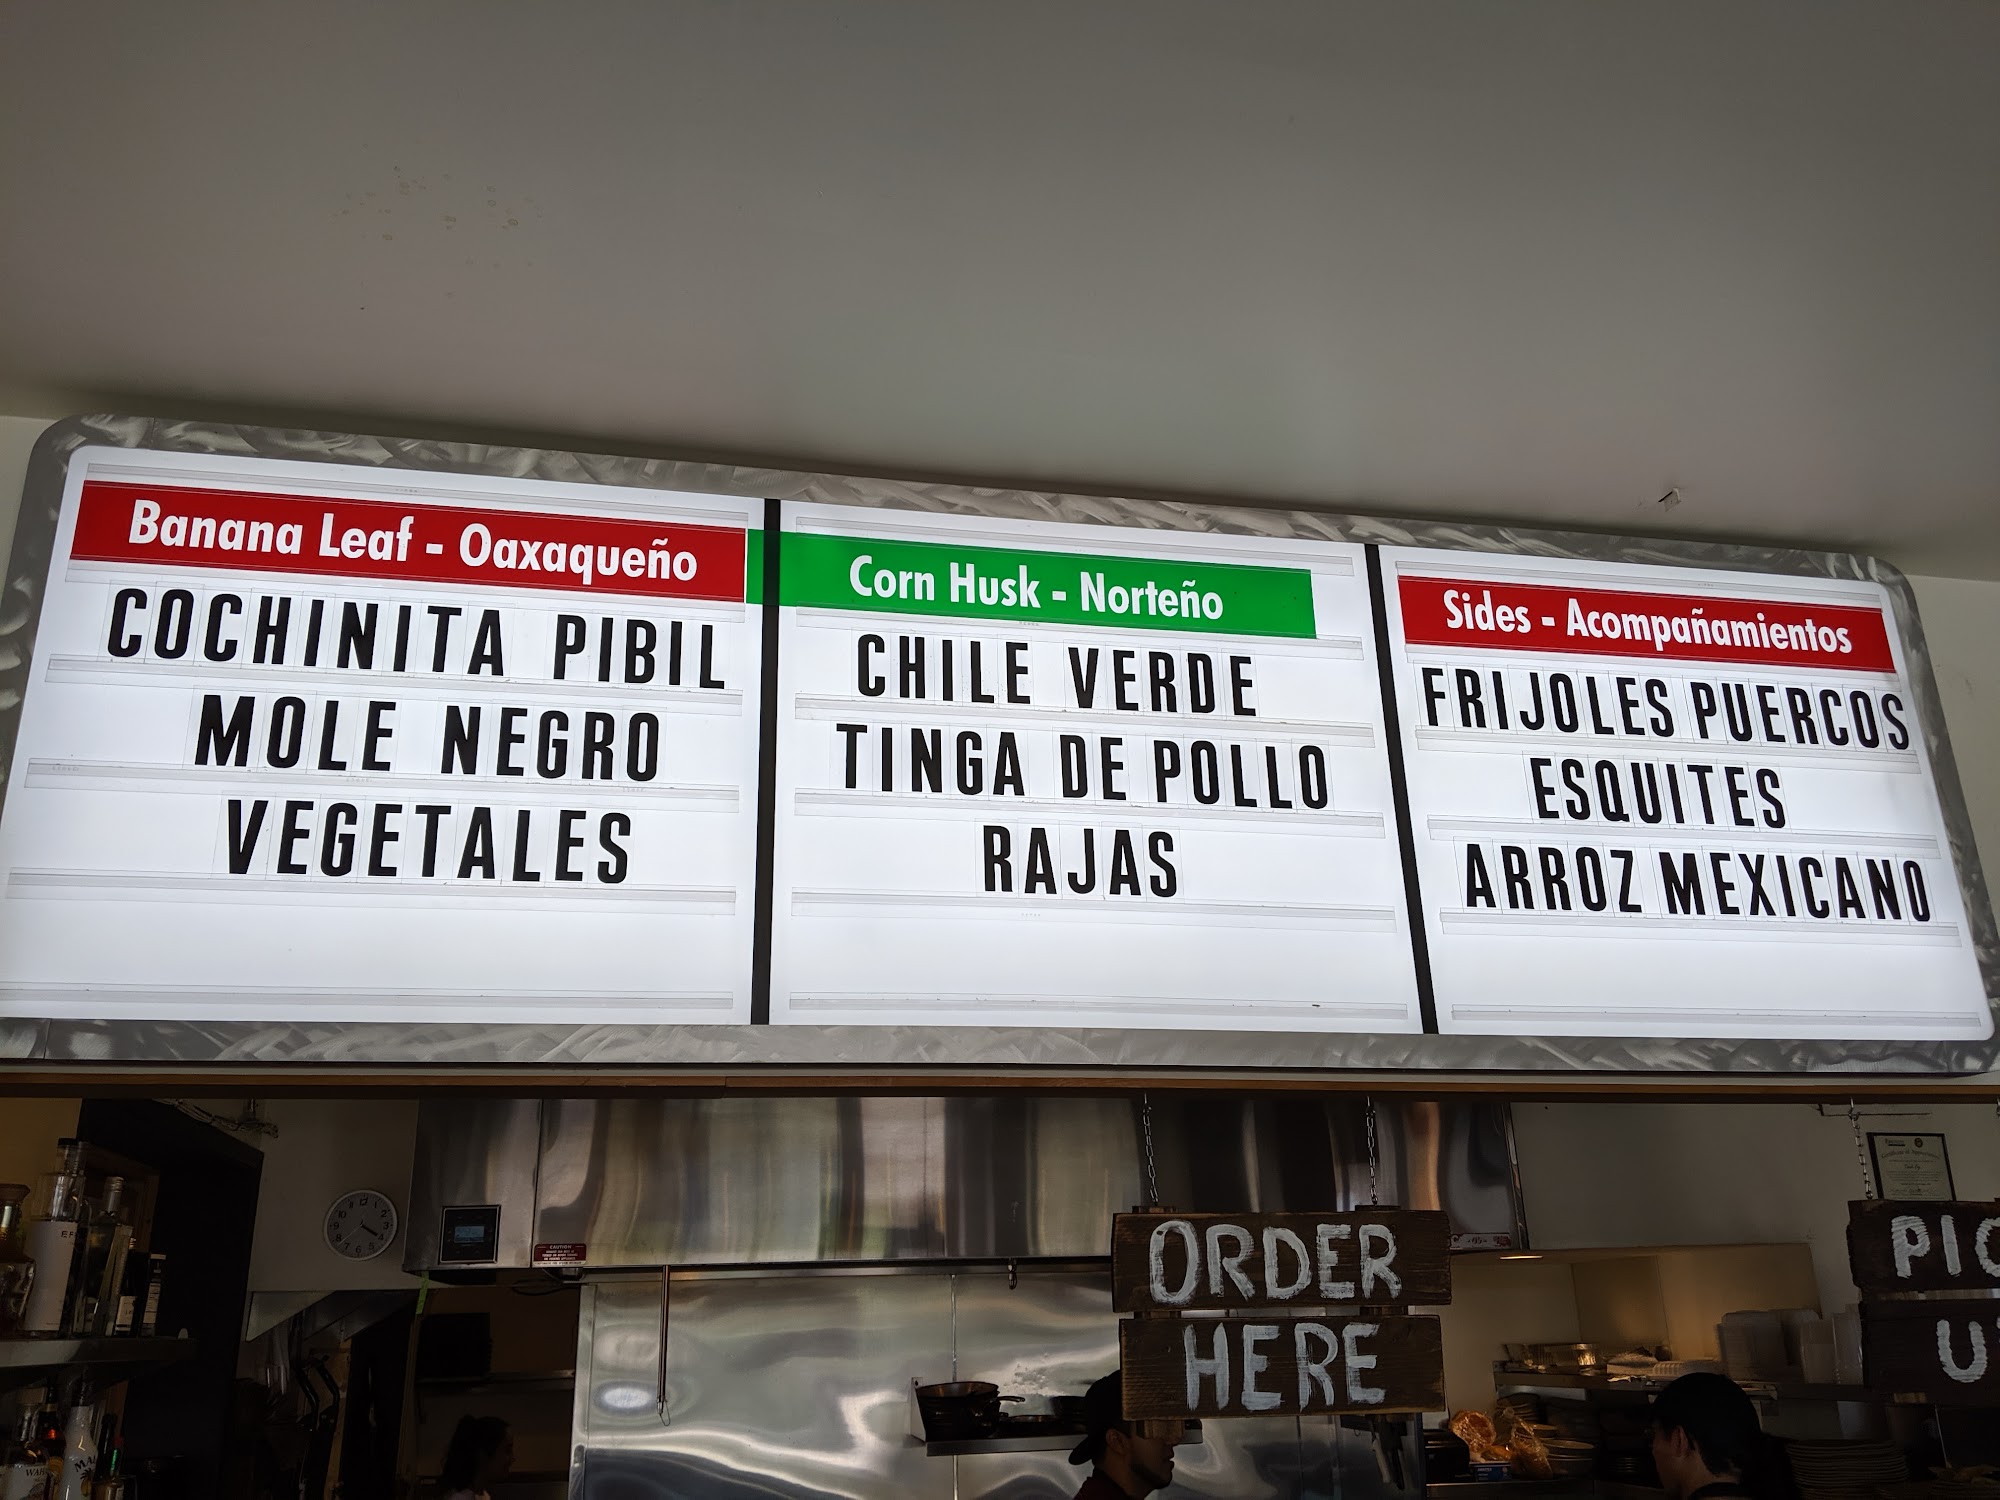 Banana Leaf - Oaxaqueño
COCHINITA PIBIL
MOLE NEGRO
VEGETALES
Corn Husk - Norteño
CHILE VERDE
TINGA DE POLLO
RAJAS
Sides - Acompañamientos
FRIJOLES PUERCOS
ESQUITES
ARROZ MEXICANO
CAUTION
ORDER
HERE